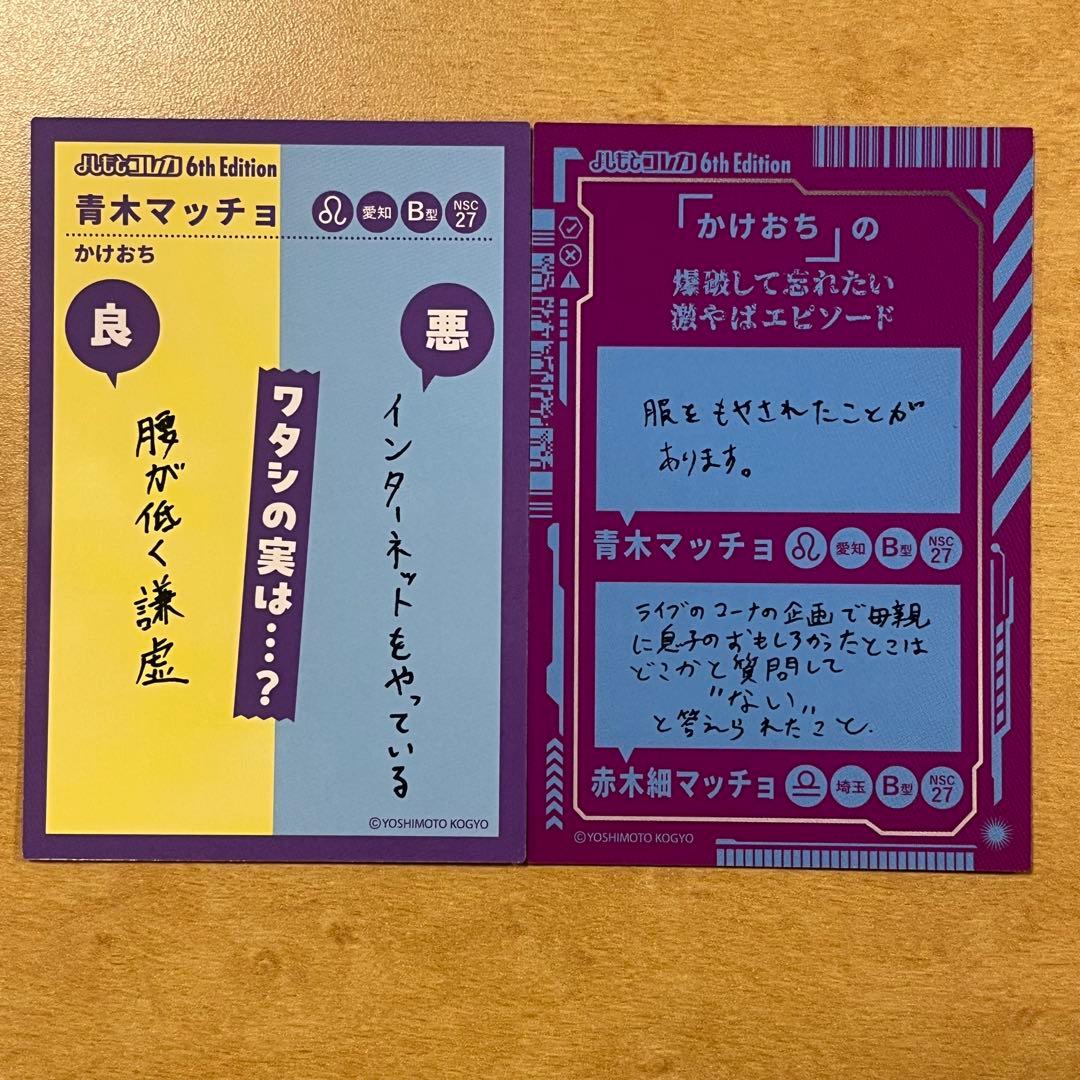 よしもとコレカ 6th Edition
青木マッチョ
♌ 愛知 B型 NSC 27
かけおち
良
悪
ワタシの実は…?
腰が低く謙虚
インターネットをやっている
©YOSHIMOTO KOGYO
よしもとコレカ 6th Edition
「かけおち」の
爆破して忘れたい
激やばエピソード
服をもやされたことが
あります。
青木マッチョ ♌ 愛知 B型 NSC 27
ライブのコーナの企画で母親
に息子のおもしろかったとこは
どこかと質問して
"ない"
と答えられたこと.
赤木細マッチョ ♎ 埼玉 B型 NSC 27
©YOSHIMOTO KOGYO